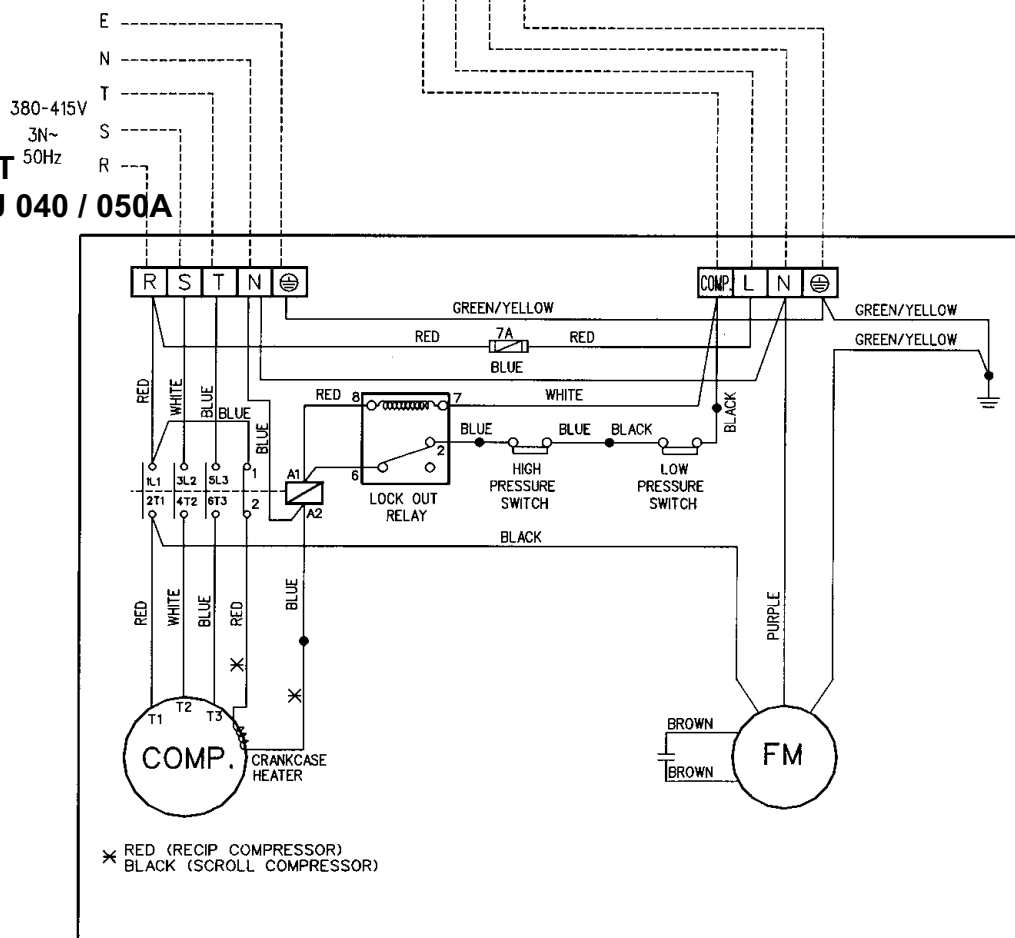 E
N
T
S
R
380-415V
3N~
50Hz
T
040 / 050A
R S T N
COMP. L N
GREEN/YELLOW
GREEN/YELLOW
RED 7A RED
GREEN/YELLOW
BLUE
RED
WHITE
BLUE
BLUE
BLUE
RED 8 7 WHITE
BLACK
BLUE BLUE BLACK
2
6
HIGH
PRESSURE
SWITCH
LOW
PRESSURE
SWITCH
LOCK OUT
RELAY
1L1 3L2 5L3 1
2T1 4T2 6T3 2
A1
A2
BLACK
RED
WHITE
BLUE
RED
BLUE
PURPLE
T1 T2 T3
COMP.
CRANKCASE
HEATER
BROWN
BROWN
FM
RED (RECIP COMPRESSOR)
BLACK (SCROLL COMPRESSOR)